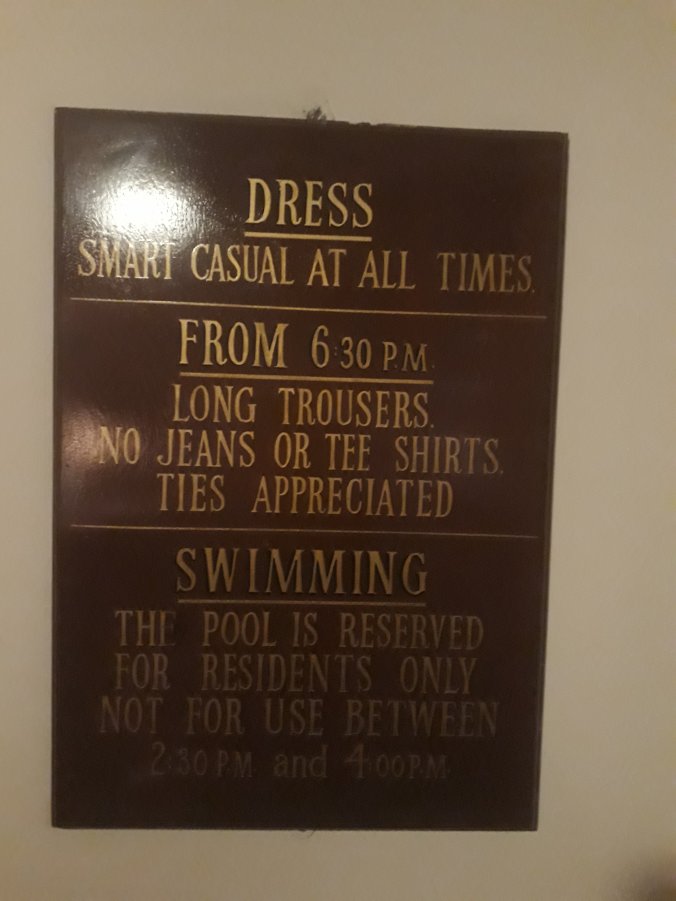 DRESS
SMART CASUAL AT ALL TIMES.
FROM 6:30 P.M.
LONG TROUSERS.
NO JEANS OR TEE SHIRTS.
TIES APPRECIATED
SWIMMING
THE POOL IS RESERVED
FOR RESIDENTS ONLY
NOT FOR USE BETWEEN
2:30 P.M. and 4:00 P.M.